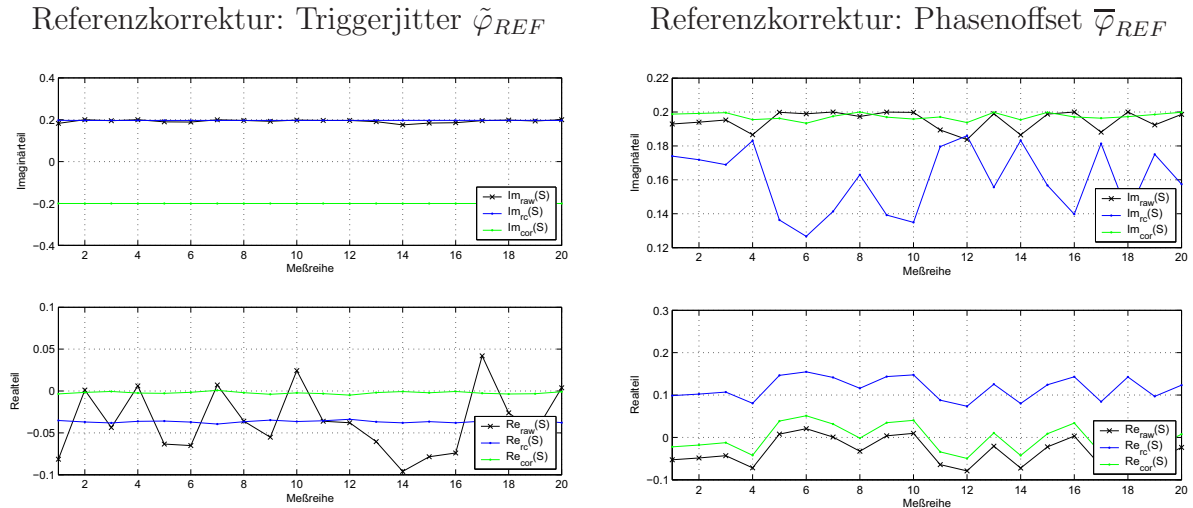 Referenzkorrektur: Triggerjitter φ̃_REF
0.4
0.2
0
−0.2
−0.4
Imaginärteil
Im_raw(S)
Im_rc(S)
Im_cor(S)
2 4 6 8 10 12 14 16 18 20
Meßreihe
0.1
0.05
0
−0.05
−0.1
Realteil
Re_raw(S)
Re_rc(S)
Re_cor(S)
2 4 6 8 10 12 14 16 18 20
Meßreihe
Referenzkorrektur: Phasenoffset φ̅_REF
0.22
0.2
0.18
0.16
0.14
0.12
Imaginärteil
Im_raw(S)
Im_rc(S)
Im_cor(S)
2 4 6 8 10 12 14 16 18 20
Meßreihe
0.3
0.1
0.1
0
−0.1
Realteil
Re_raw(S)
Re_rc(S)
Re_cor(S)
2 4 6 8 10 12 14 16 18 20
Meßreihe